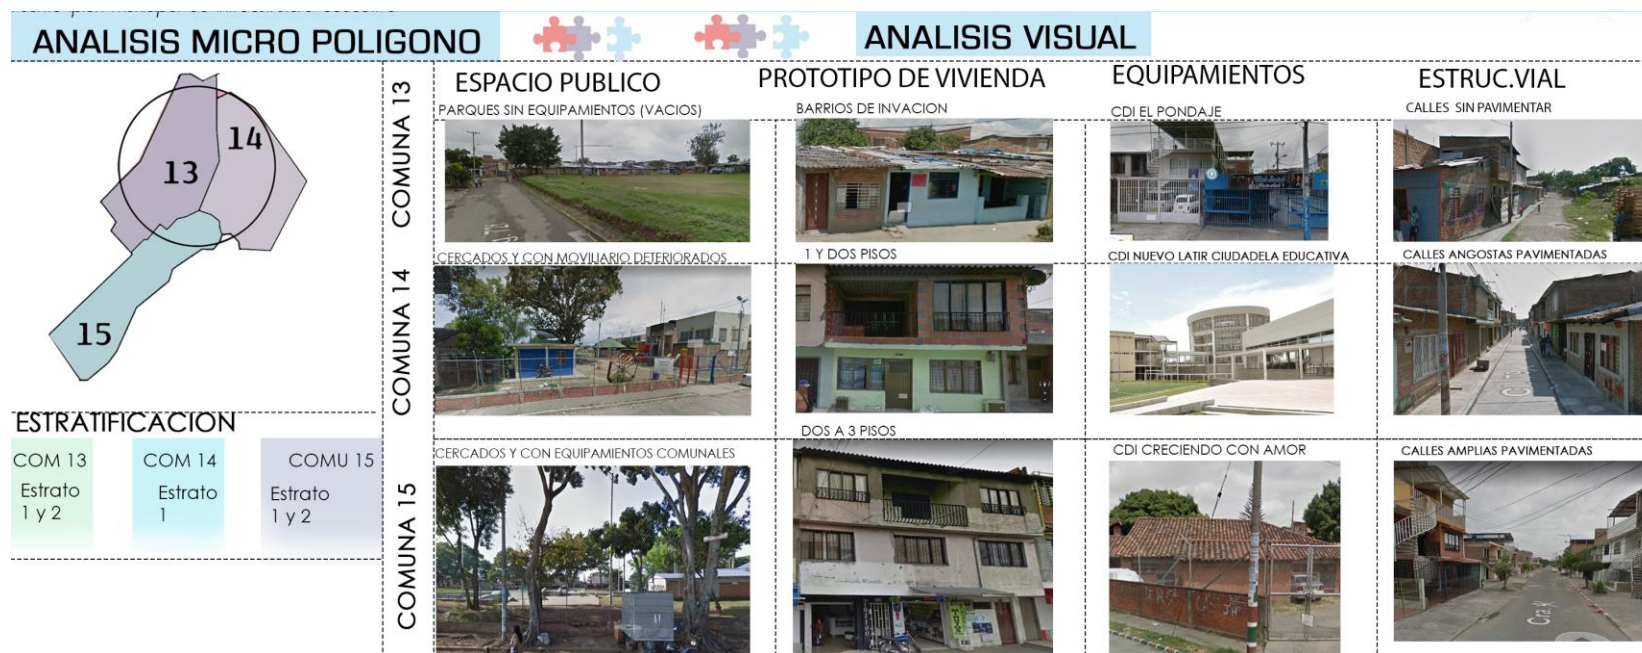 ANALISIS MICRO POLIGONO
ANALISIS VISUAL
13
14
15
ESTRATIFICACION
COM 13
Estrato
1 y 2
COM 14
Estrato
1
COMU 15
Estrato
1 y 2
ESPACIO PUBLICO
PROTOTIPO DE VIVIENDA
EQUIPAMIENTOS
ESTRUC.VIAL
COMUNA 13
PARQUES SIN EQUIPAMIENTOS (VACIOS)
BARRIOS DE INVACION
CDI EL PONDAJE
CALLES SIN PAVIMENTAR
COMUNA 14
CERCADOS Y CON MOVILIARIO DETERIORADOS
1 Y DOS PISOS
CDI NUEVO LATIR CIUDADELA EDUCATIVA
CALLES ANGOSTAS PAVIMENTADAS
COMUNA 15
CERCADOS Y CON EQUIPAMIENTOS COMUNALES
DOS A 3 PISOS
CDI CRECIENDO CON AMOR
CALLES AMPLIAS PAVIMENTADAS